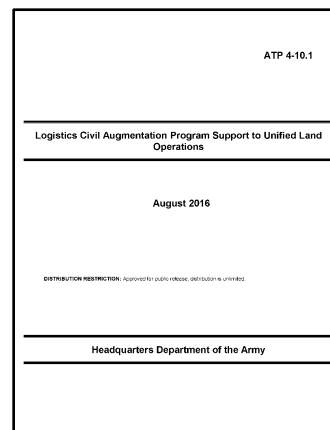 ATP 4-10.1
Logistics Civil Augmentation Program Support to Unified Land
Operations
August 2016
DISTRIBUTION RESTRICTION: Approved for public release; distribution is unlimited.
Headquarters Department of the Army